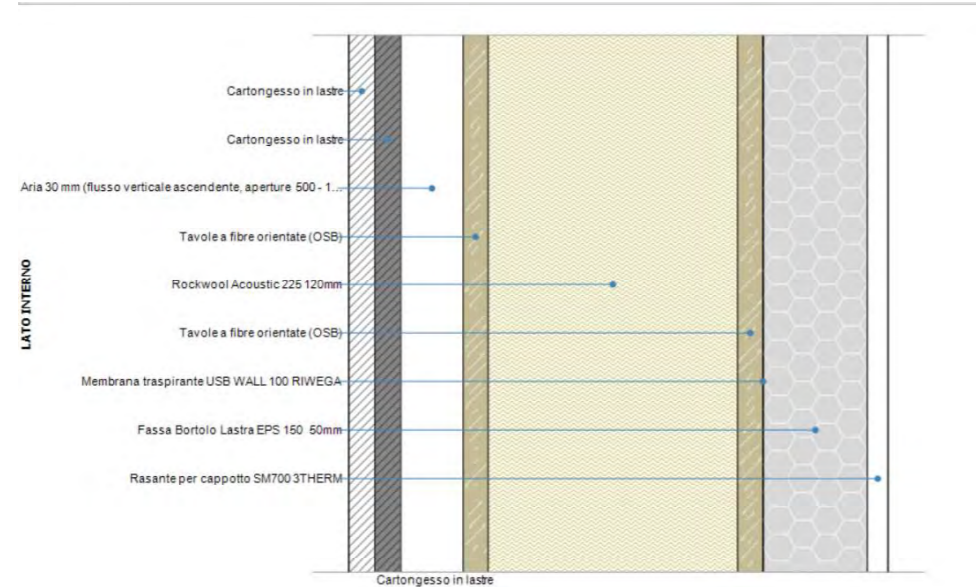 Cartongesso in lastre
Cartongesso in lastre
Aria 30 mm (flusso verticale ascendente, aperture 500 - 1...
Tavole a fibre orientate (OSB)
Rockwool Acoustic 225 120mm
Tavole a fibre orientate (OSB)
Membrana traspirante USB WALL 100 RIWEGA
Fassa Bortolo Lastra EPS 150 50mm
Rasante per cappotto SM700 3THERM
LATO INTERNO
Cartongesso in lastre